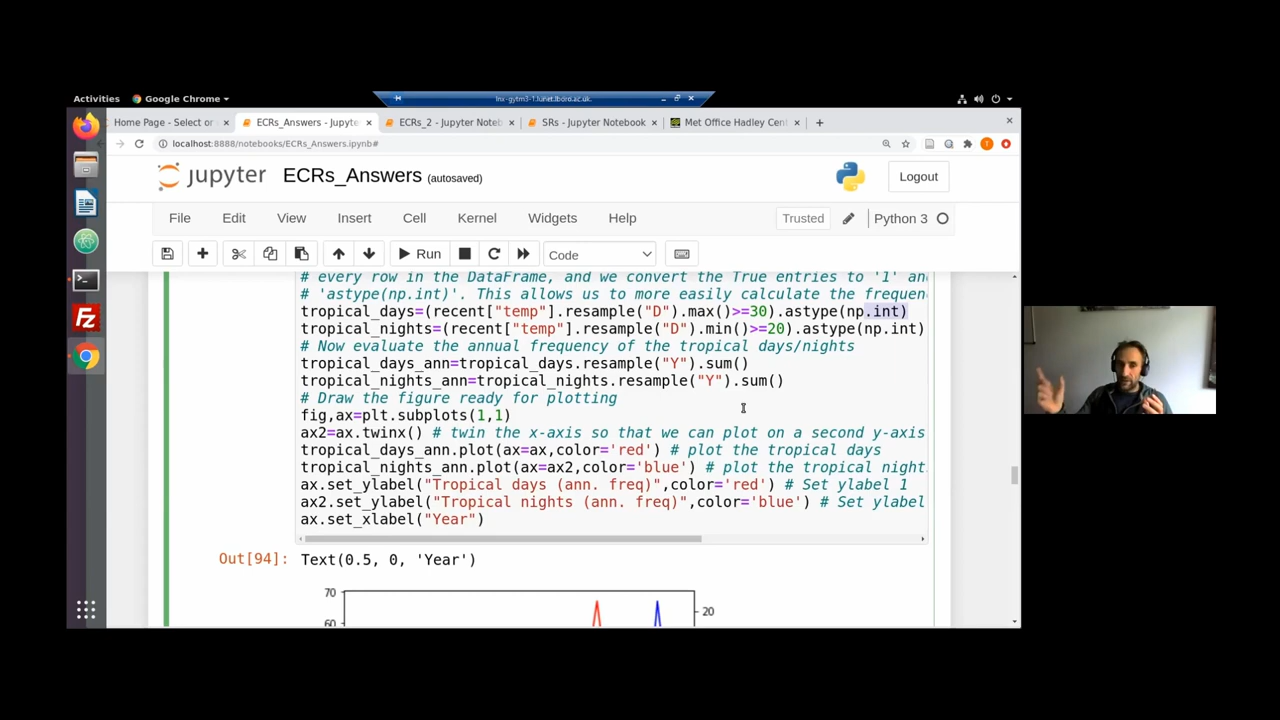 Activities
Google Chrome
lnx-gytm3-1.lunet.lboro.ac.uk
Home Page - Select or
ECRs_Answers - Jupyte
ECRs_2 - Jupyter Noteb
SRs - Jupyter Notebook
Met Office Hadley Cent
localhost:8888/notebooks/ECRs_Answers.ipynb#
T
jupyter
ECRs_Answers (autosaved)
Logout
File Edit View Insert Cell Kernel Widgets Help
Trusted
Python 3
Run
Code
# every row in the DataFrame, and we convert the True entries to '1' an
# 'astype(np.int)'. This allows us to more easily calculate the frequen
tropical_days=(recent["temp"].resample("D").max()>=30).astype(np.int)
tropical_nights=(recent["temp"].resample("D").min()>=20).astype(np.int)
# Now evaluate the annual frequency of the tropical days/nights
tropical_days_ann=tropical_days.resample("Y").sum()
tropical_nights_ann=tropical_nights.resample("Y").sum()
# Draw the figure ready for plotting
fig,ax=plt.subplots(1,1)
ax2=ax.twinx() # twin the x-axis so that we can plot on a second y-axis
tropical_days_ann.plot(ax=ax,color='red') # plot the tropical days
tropical_nights_ann.plot(ax=ax2,color='blue') # plot the tropical night
ax.set_ylabel("Tropical days (ann. freq)",color='red') # Set ylabel 1
ax2.set_ylabel("Tropical nights (ann. freq)",color='blue') # Set ylabel
ax.set_xlabel("Year")
Out[94]: Text(0.5, 0, 'Year')
70
20
60
Fz